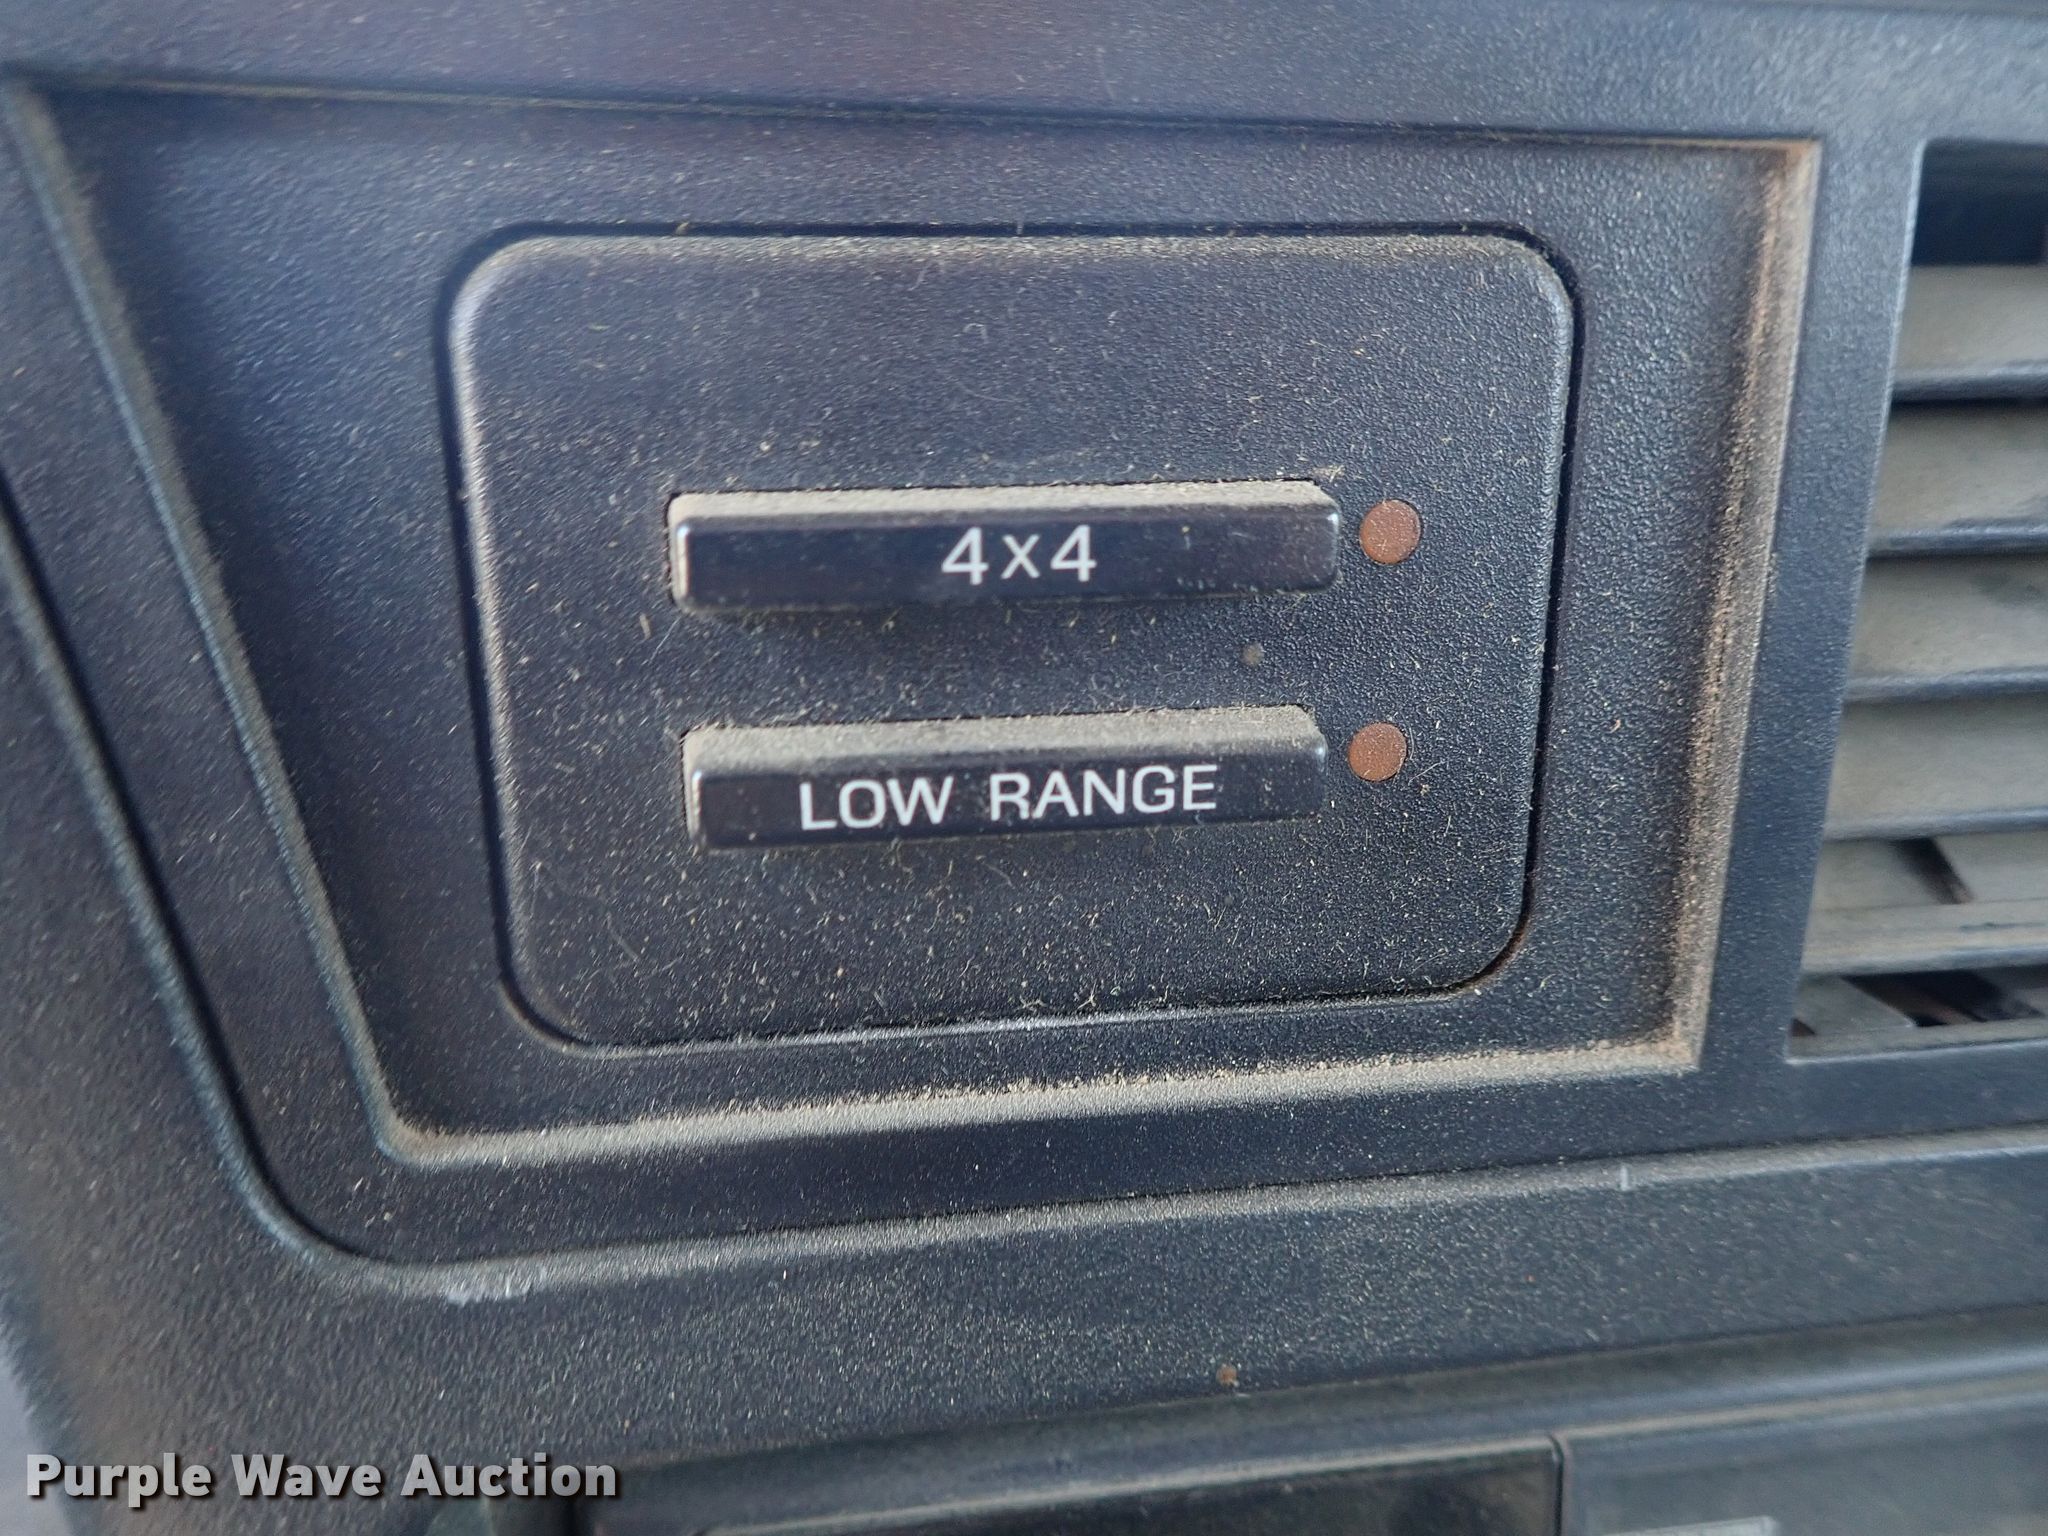 4x4
LOW RANGE
Purple Wave Auction